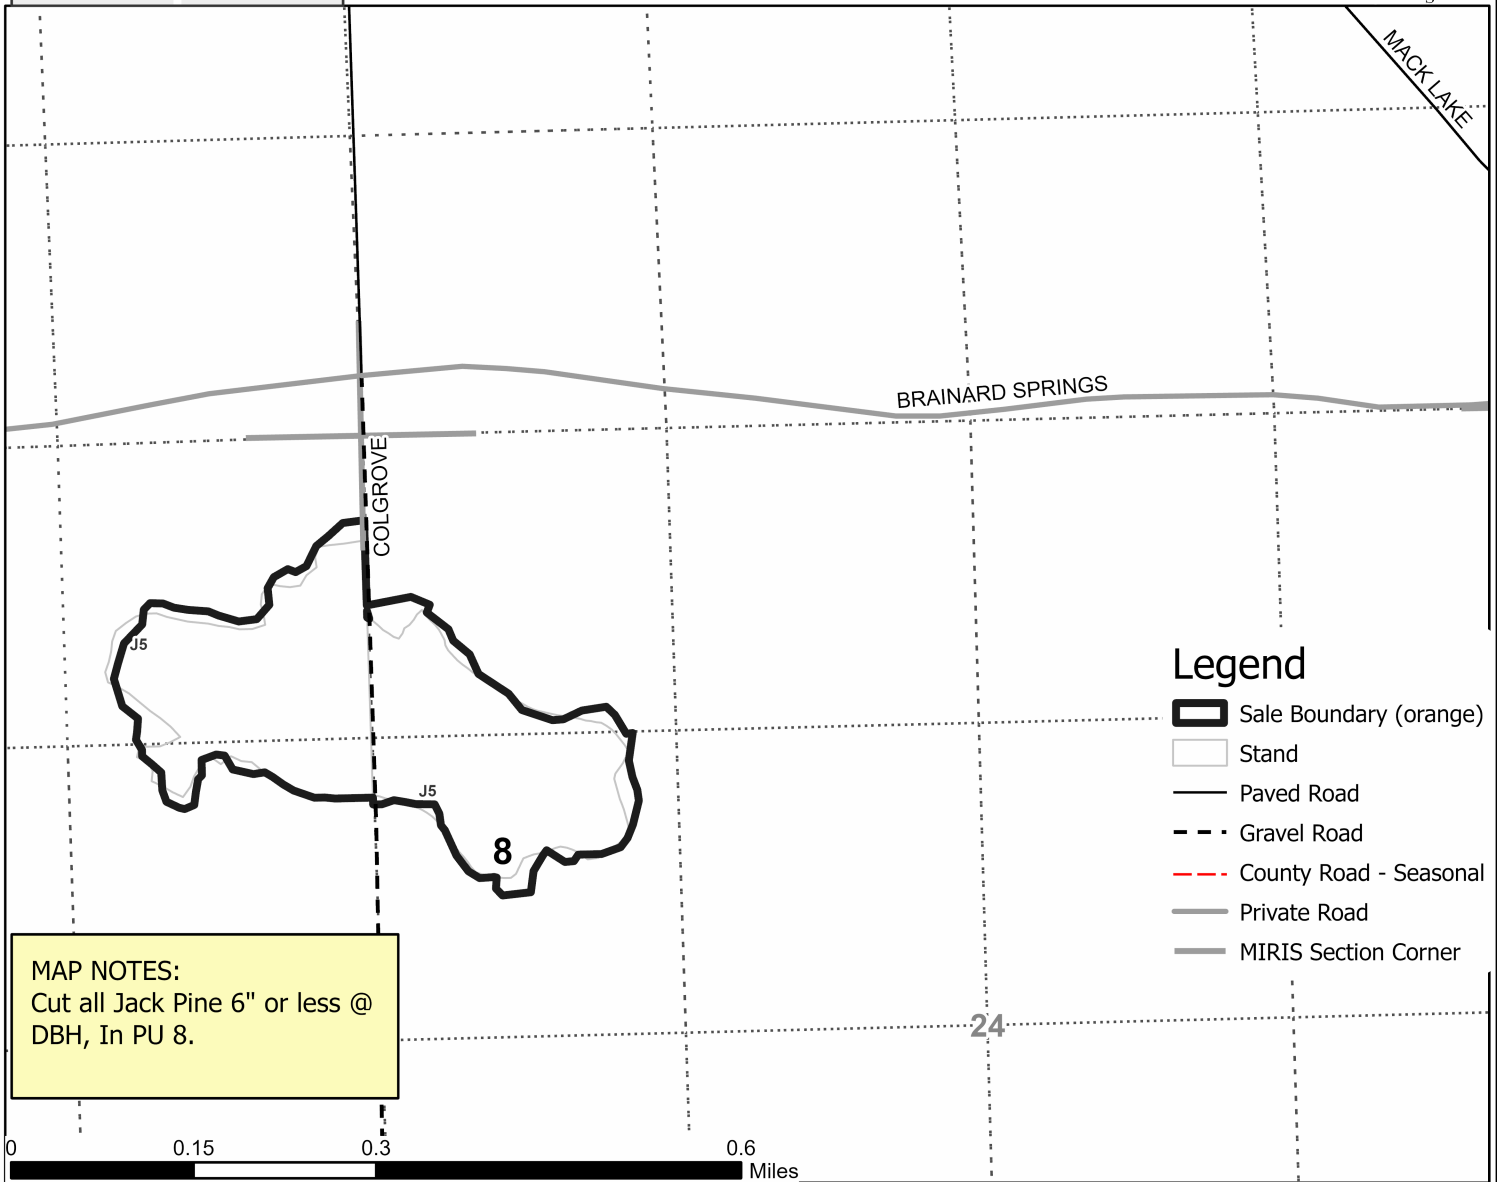 MACK LAKE
BRAINARD SPRINGS
COLGROVE
J5
J5
8
24
Legend
Sale Boundary (orange)
Stand
Paved Road
Gravel Road
County Road - Seasonal
Private Road
MIRIS Section Corner
MAP NOTES:
Cut all Jack Pine 6" or less @
DBH, In PU 8.
0 0.15 0.3 0.6
Miles